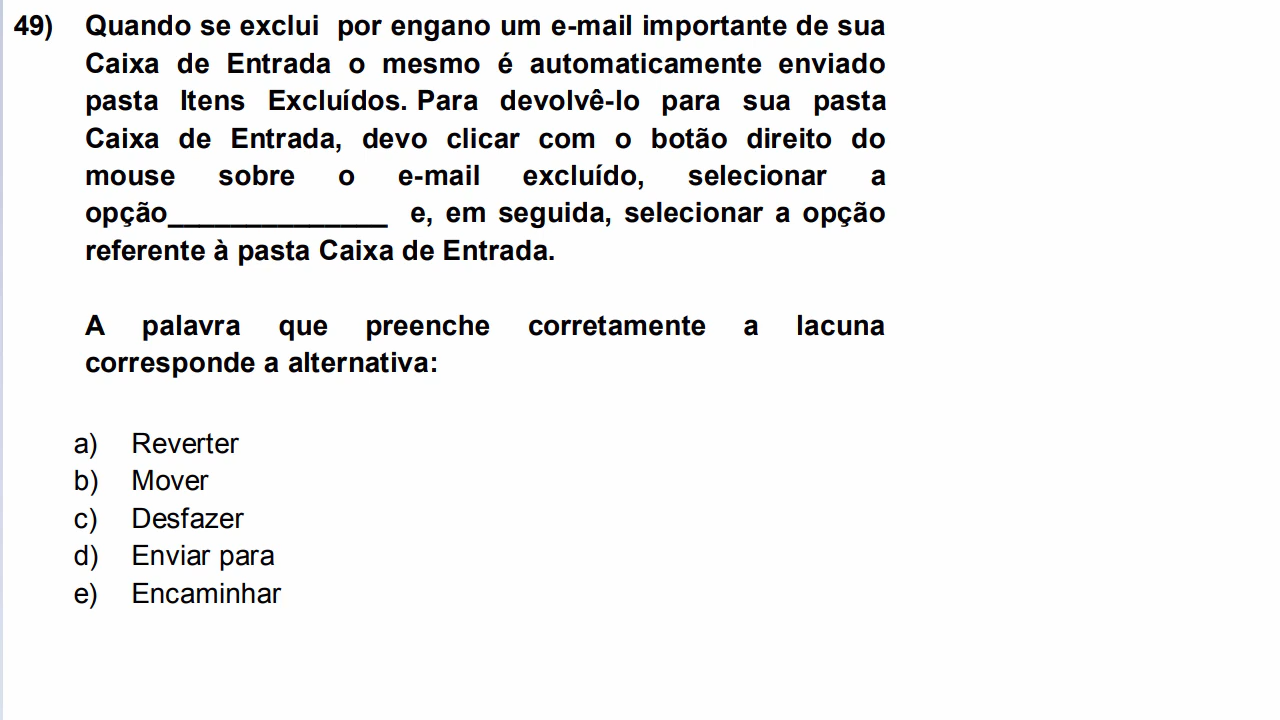 49) Quando se exclui por engano um e-mail importante de sua
Caixa de Entrada o mesmo é automaticamente enviado
pasta Itens Excluídos. Para devolvê-lo para sua pasta
Caixa de Entrada, devo clicar com o botão direito do
mouse sobre o e-mail excluído, selecionar a
opção______________ e, em seguida, selecionar a opção
referente à pasta Caixa de Entrada.
A palavra que preenche corretamente a lacuna
corresponde a alternativa:
a) Reverter
b) Mover
c) Desfazer
d) Enviar para
e) Encaminhar